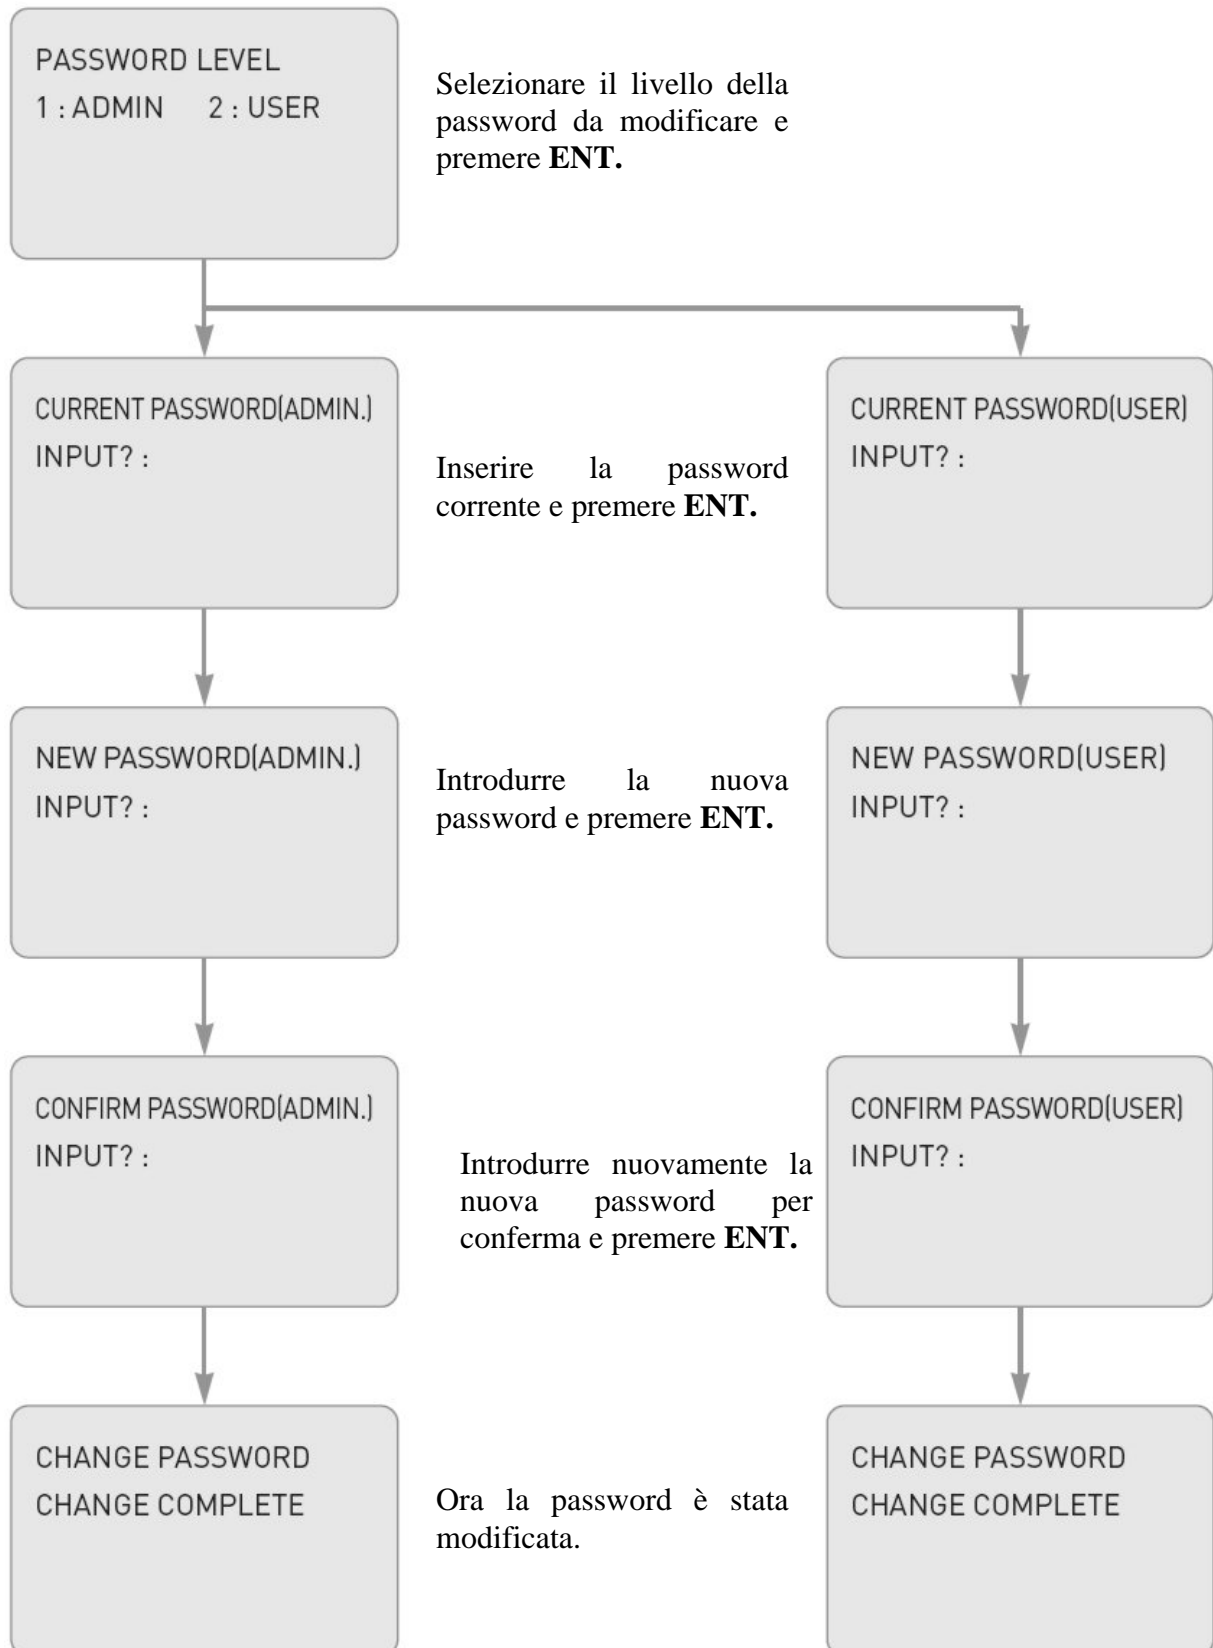 PASSWORD LEVEL
1 : ADMIN 2 : USER
Selezionare il livello della
password da modificare e
premere ENT.
CURRENT PASSWORD(ADMIN.)
INPUT? :
Inserire la password
corrente e premere ENT.
CURRENT PASSWORD(USER)
INPUT? :
NEW PASSWORD(ADMIN.)
INPUT? :
Introdurre la nuova
password e premere ENT.
NEW PASSWORD(USER)
INPUT? :
CONFIRM PASSWORD(ADMIN.)
INPUT? :
Introdurre nuovamente la
nuova password per
conferma e premere ENT.
CONFIRM PASSWORD(USER)
INPUT? :
CHANGE PASSWORD
CHANGE COMPLETE
Ora la password è stata
modificata.
CHANGE PASSWORD
CHANGE COMPLETE